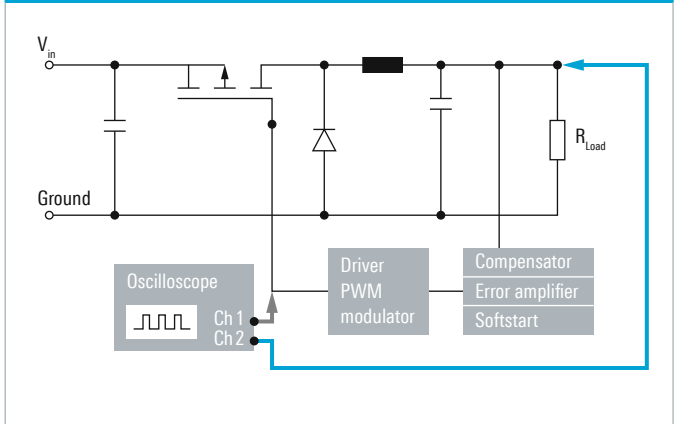 Vin
Ground
RLoad
Oscilloscope
Ch 1
Ch 2
Driver
PWM
modulator
Compensator
Error amplifier
Softstart